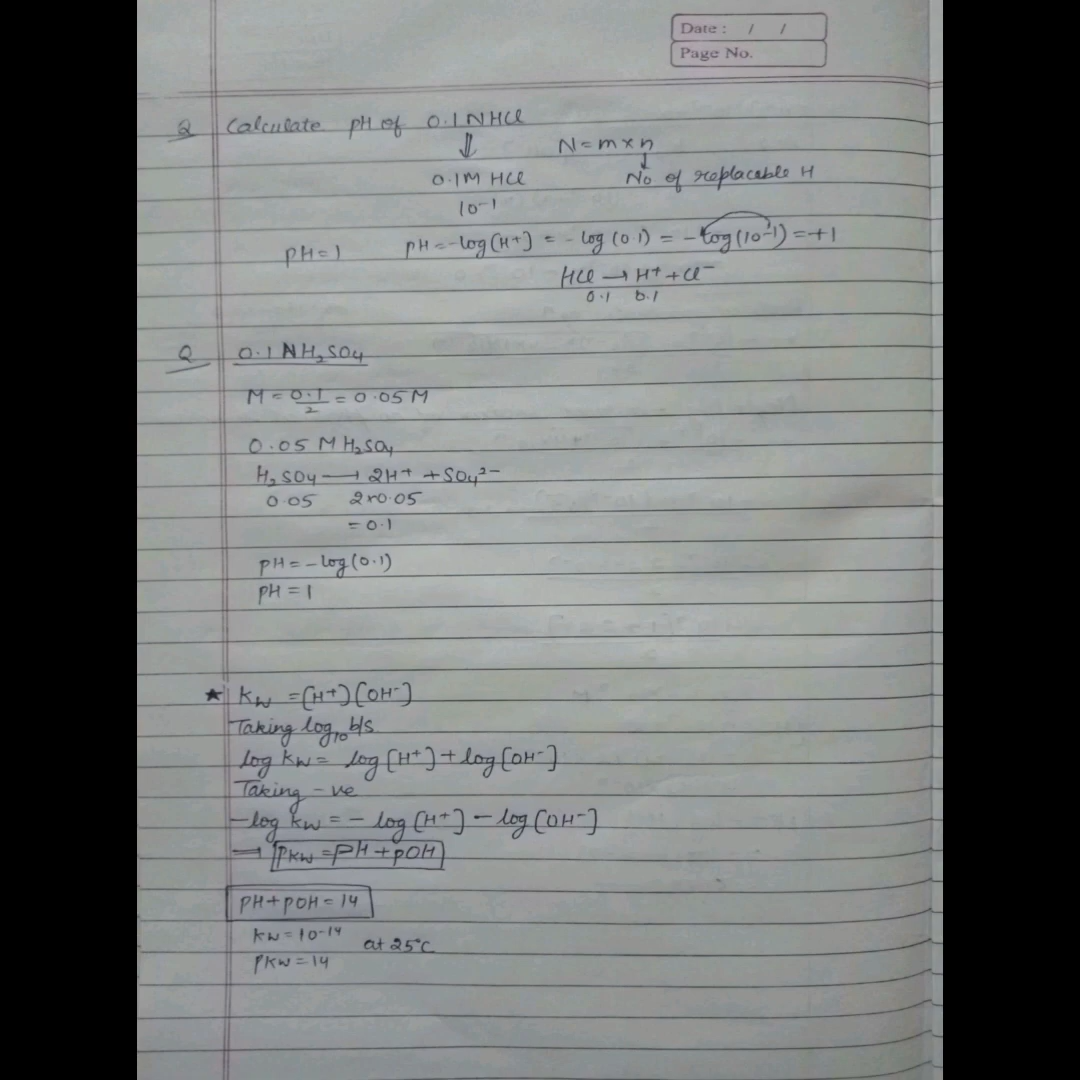 Date :   /   /
Page No.
Q Calculate pH of 0.1 N HCl
⇓ N = m × n
↓
0.1 M HCl No of replacable H
10⁻¹
pH = 1 pH = -log[H+] = -log(0.1) = -log(10⁻¹) = +1
HCl → H⁺ + Cl⁻
0.1 0.1
Q 0.1 N H₂SO₄
M = 0.1/2 = 0.05 M
0.05 M H₂SO₄
H₂SO₄ → 2H⁺ + SO₄²⁻
0.05 2×0.05
= 0.1
pH = -log(0.1)
pH = 1
★ Kw = [H+][OH-]
Taking log₁₀ b/s
log Kw = log[H+] + log[OH-]
Taking -ve
-log Kw = - log[H+] - log[OH-]
→ PKw = PH + pOH
pH + pOH = 14
Kw = 10⁻¹⁴ at 25°C
PKw = 14